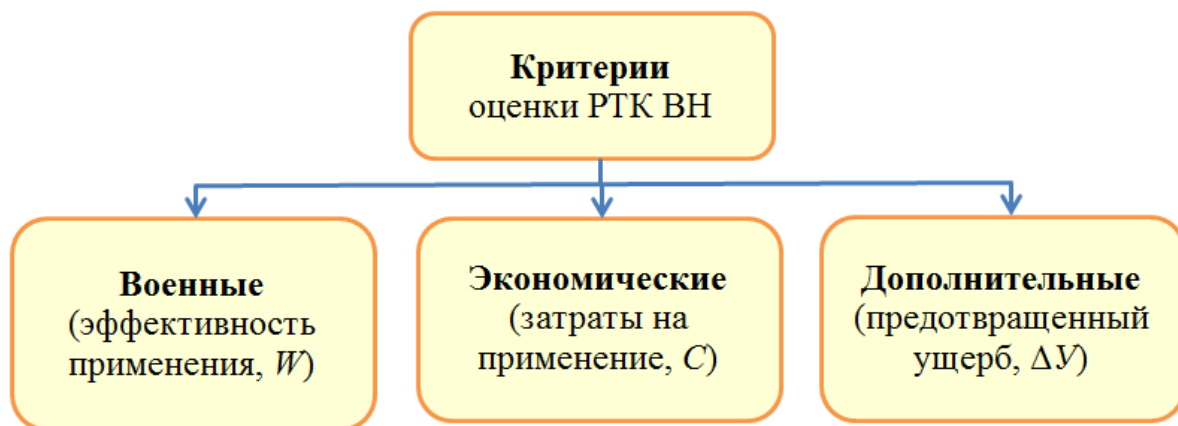 Критерии
оценки РТК ВН
Военные
(эффективность
применения, W)
Экономические
(затраты на
применение, C)
Дополнительные
(предотвращенный
ущерб, ΔУ)